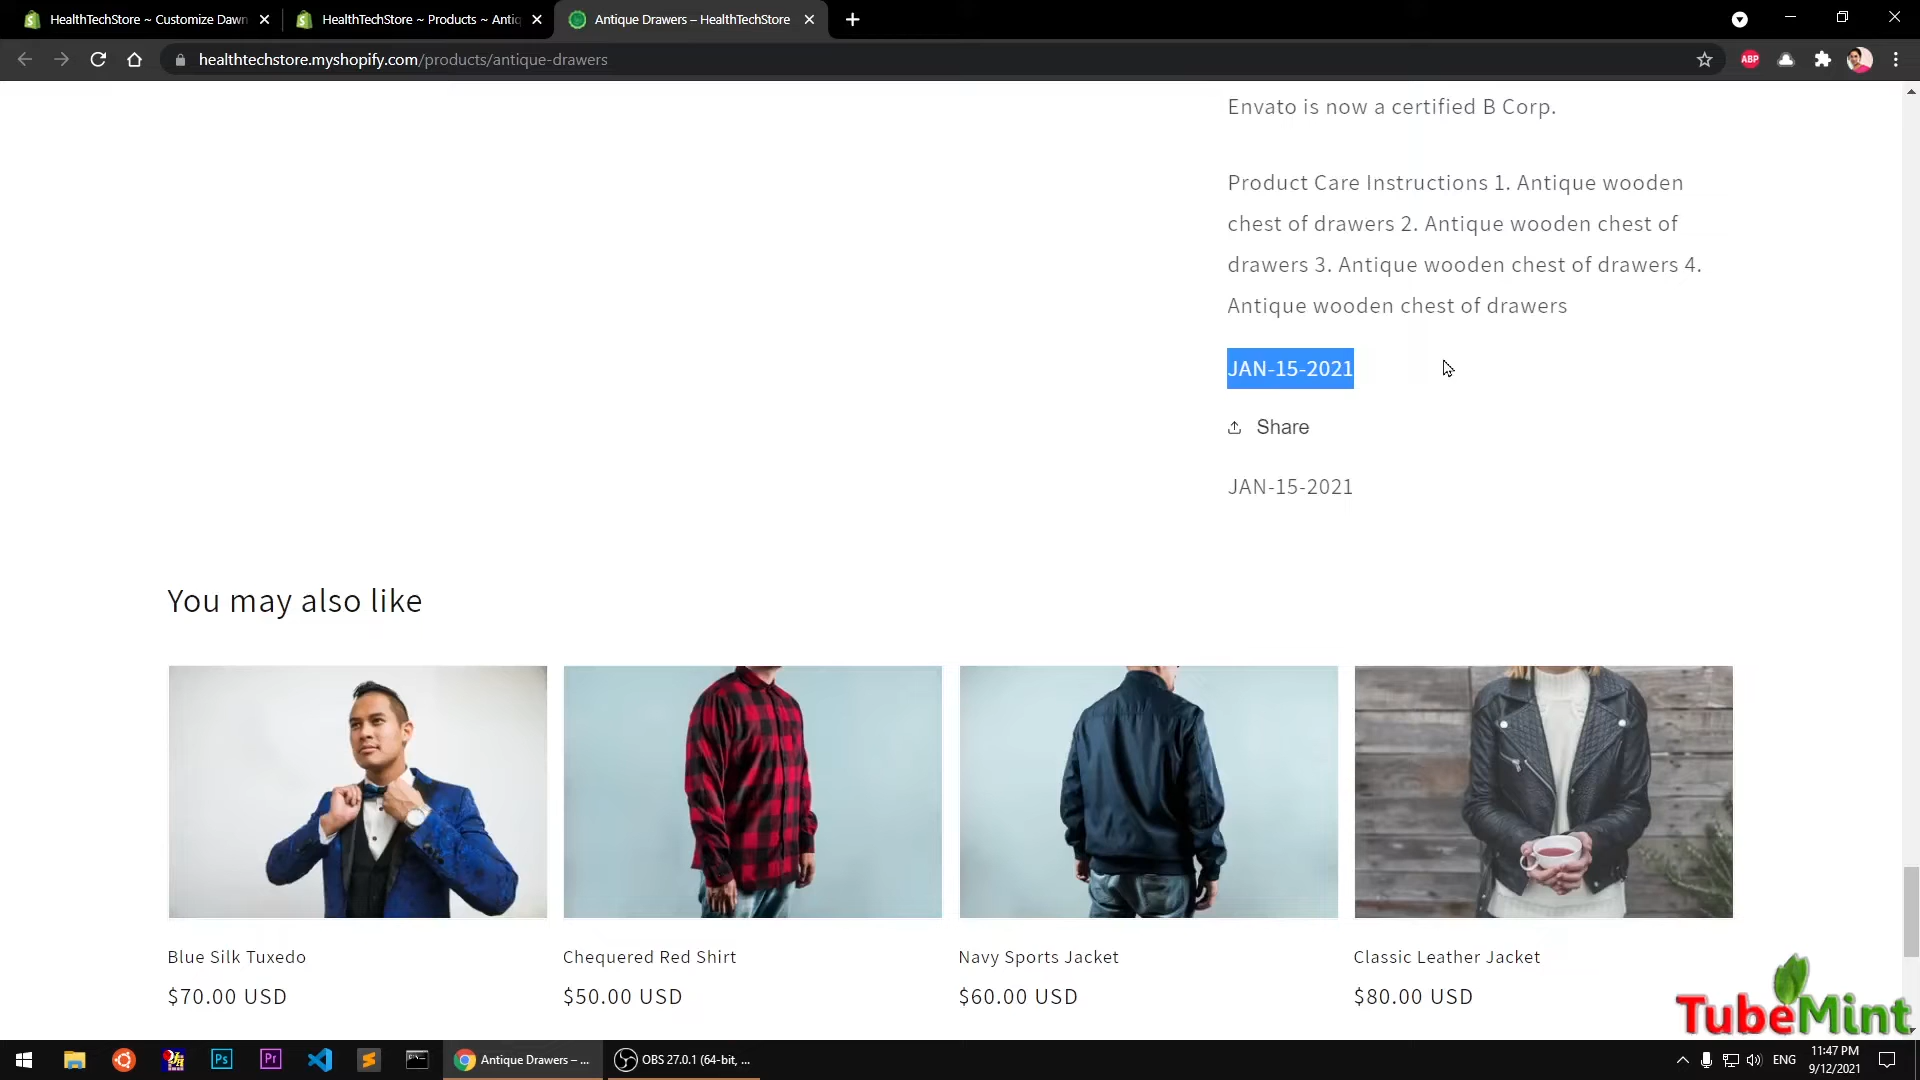 HealthTechStore ~ Customize Dawn
HealthTechStore ~ Products ~ Antiq
Antique Drawers – HealthTechStore
healthtechstore.myshopify.com/products/antique-drawers
ABP
Envato is now a certified B Corp.
Product Care Instructions 1. Antique wooden
chest of drawers 2. Antique wooden chest of
drawers 3. Antique wooden chest of drawers 4.
Antique wooden chest of drawers
JAN-15-2021
Share
JAN-15-2021
You may also like
Blue Silk Tuxedo
Chequered Red Shirt
Navy Sports Jacket
Classic Leather Jacket
$70.00 USD
$50.00 USD
$60.00 USD
$80.00 USD
TubeMint
Ps
Pr
Antique Drawers – ...
OBS 27.0.1 (64-bit, ...
ENG
11:47 PM
9/12/2021